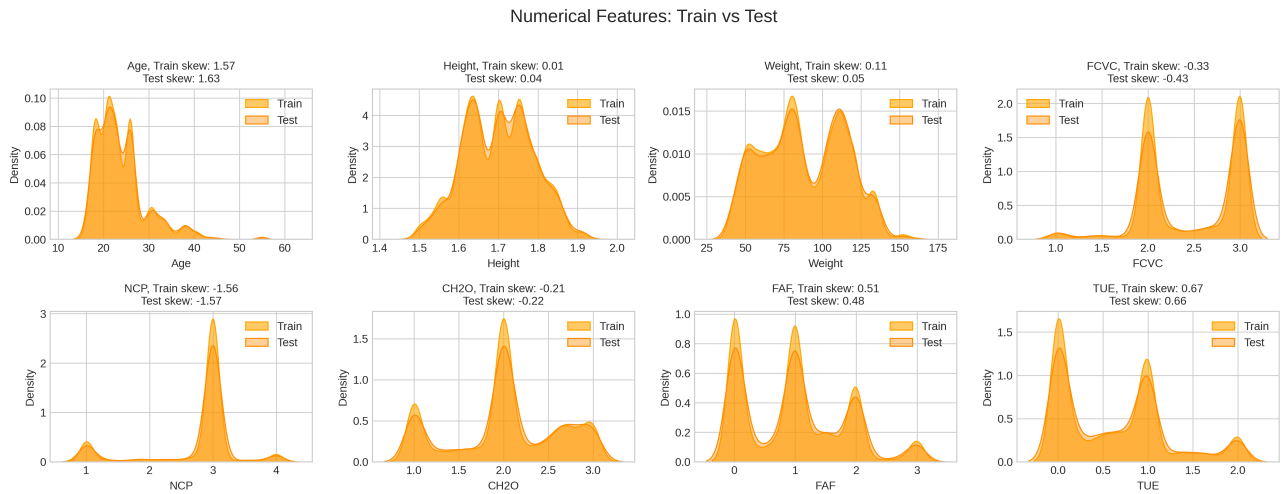 Numerical Features: Train vs Test
Age, Train skew: 1.57
Test skew: 1.63
Train
Test
0.10
0.08
0.06
0.04
0.02
0.00
Density
10 20 30 40 50 60
Age
Height, Train skew: 0.01
Test skew: 0.04
Train
Test
4
3
2
1
0
Density
1.4 1.5 1.6 1.7 1.8 1.9 2.0
Height
Weight, Train skew: 0.11
Test skew: 0.05
Train
Test
0.015
0.010
0.005
0.000
Density
25 50 75 100 125 150 175
Weight
FCVC, Train skew: -0.33
Test skew: -0.43
Train
Test
2.0
1.5
1.0
0.5
0.0
Density
1.0 1.5 2.0 2.5 3.0
FCVC
NCP, Train skew: -1.56
Test skew: -1.57
Train
Test
3
2
1
0
Density
1 2 3 4
NCP
CH2O, Train skew: -0.21
Test skew: -0.22
Train
Test
1.5
1.0
0.5
0.0
Density
1.0 1.5 2.0 2.5 3.0
CH2O
FAF, Train skew: 0.51
Test skew: 0.48
Train
Test
1.0
0.8
0.6
0.4
0.2
0.0
Density
0 1 2 3
FAF
TUE, Train skew: 0.67
Test skew: 0.66
Train
Test
1.5
1.0
0.5
0.0
Density
0.0 0.5 1.0 1.5 2.0
TUE